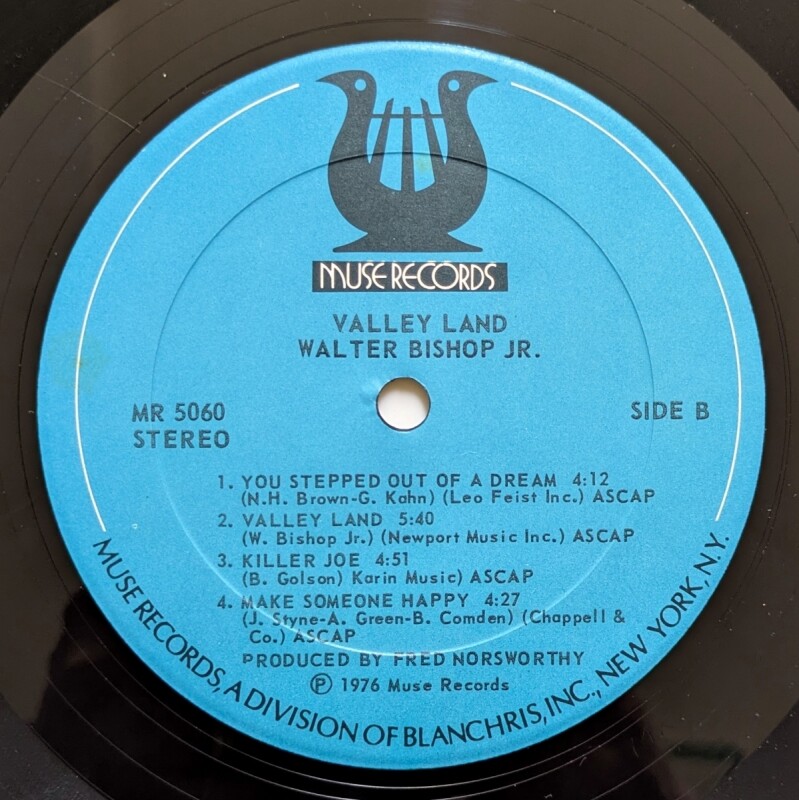 MUSE RECORDS
VALLEY LAND
WALTER BISHOP JR.
MR 5060
STEREO
SIDE B
1. YOU STEPPED OUT OF A DREAM 4:12
(N.H. Brown-G. Kahn) (Leo Feist Inc.) ASCAP
2. VALLEY LAND 5:40
(W. Bishop Jr.) (Newport Music Inc.) ASCAP
3. KILLER JOE 4:51
(B. Golson) Karin Music) ASCAP
4. MAKE SOMEONE HAPPY 4:27
(J. Styne-A. Green-B. Comden) (Chappell &
Co.) ASCAP
PRODUCED BY FRED NORSWORTHY
Ⓟ 1976 Muse Records
MUSE RECORDS, A DIVISION OF BLANCHRIS, INC., NEW YORK, N.Y.